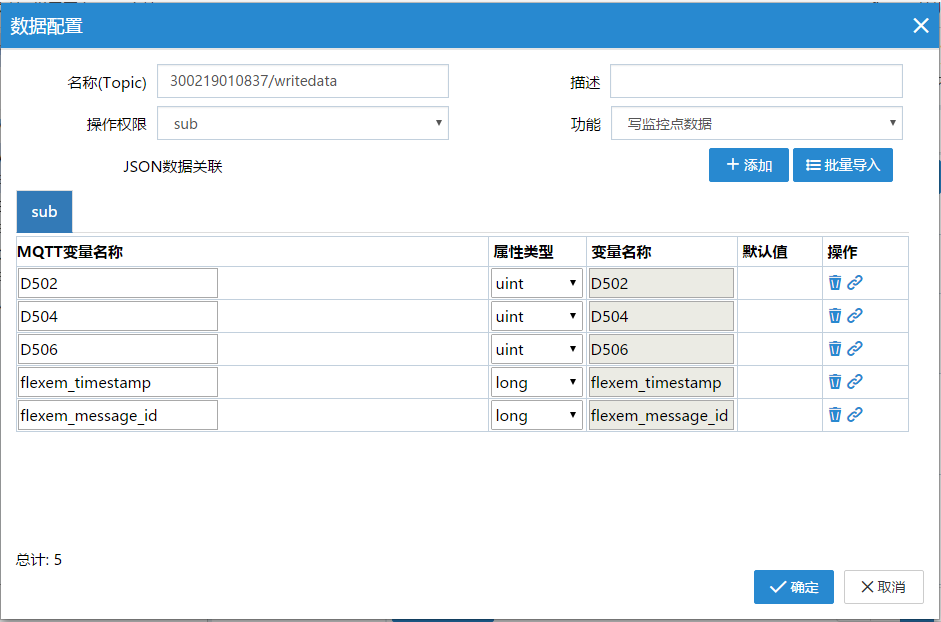 数据配置
名称(Topic) 300219010837/writedata 描述
操作权限 sub 功能 写监控点数据
JSON数据关联 添加 批量导入
sub
MQTT变量名称 属性类型 变量名称 默认值 操作
D502 uint D502
D504 uint D504
D506 uint D506
flexem_timestamp long flexem_timestamp
flexem_message_id long flexem_message_id
总计: 5
确定 取消